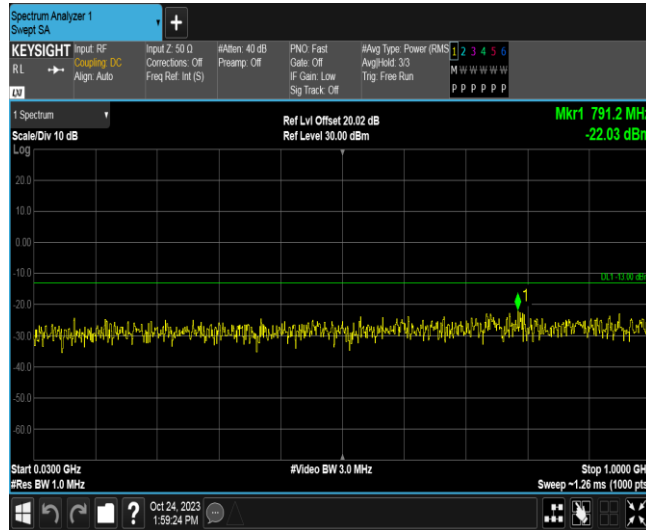 Spectrum Analyzer 1
Swept SA
+
KEYSIGHT
RL
LXI
Input: RF
Coupling: DC
Align: Auto
Input Z: 50 Ω
Corrections: Off
Freq Ref: Int (S)
#Atten: 40 dB
Preamp: Off
PNO: Fast
Gate: Off
IF Gain: Low
Sig Track: Off
#Avg Type: Power (RMS
Avg|Hold: 3/3
Trig: Free Run
1 2 3 4 5 6
M W W W W W
P P P P P P
1 Spectrum
Scale/Div 10 dB
Log
Ref Lvl Offset 20.02 dB
Ref Level 30.00 dBm
Mkr1 791.2 MHz
-22.03 dBm
20.0
10.0
0.00
-10.0
-20.0
-30.0
-40.0
-50.0
-60.0
DL1 -13.00 dBm
1
Start 0.0300 GHz
#Res BW 1.0 MHz
#Video BW 3.0 MHz
Stop 1.0000 GH
Sweep ~1.26 ms (1000 pts
?
Oct 24, 2023
1:59:24 PM